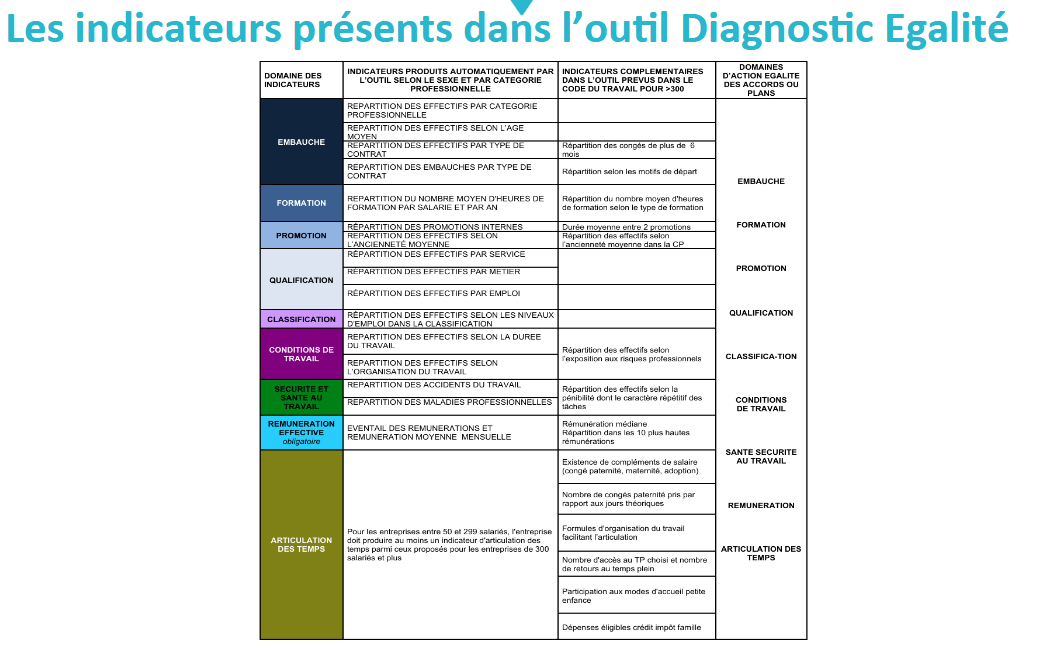 Les indicateurs présents dans l'outil Diagnostic Egalité
DOMAINE DES
INDICATEURS
INDICATEURS PRODUITS AUTOMATIQUEMENT PAR
L'OUTIL SELON LE SEXE ET PAR CATEGORIE
PROFESSIONNELLE
INDICATEURS COMPLEMENTAIRES
DANS L'OUTIL PREVUS DANS LE
CODE DU TRAVAIL POUR >300
DOMAINES
D'ACTION EGALITE
DES ACCORDS OU
PLANS
EMBAUCHE
REPARTITION DES EFFECTIFS PAR CATEGORIE
PROFESSIONNELLE
REPARTITION DES EFFECTIFS SELON L'AGE
MOYEN
REPARTITION DES EFFECTIFS PAR TYPE DE
CONTRAT
Répartition des congés de plus de 6
mois
REPARTITION DES EMBAUCHES PAR TYPE DE
CONTRAT
Répartition selon les motifs de départ
FORMATION
REPARTITION DU NOMBRE MOYEN D'HEURES DE
FORMATION PAR SALARIE ET PAR AN
Répartition du nombre moyen d'heures
de formation selon le type de formation
PROMOTION
RÉPARTITION DES PROMOTIONS INTERNES
Durée moyenne entre 2 promotions
REPARTITION DES EFFECTIFS SELON
L'ANCIENNETÉ MOYENNE
Répartition des effectifs selon
l'ancienneté moyenne dans la CP
QUALIFICATION
RÉPARTITION DES EFFECTIFS PAR SERVICE
RÉPARTITION DES EFFECTIFS PAR METIER
RÉPARTITION DES EFFECTIFS PAR EMPLOI
CLASSIFICATION
RÉPARTITION DES EFFECTIFS SELON LES NIVEAUX
D'EMPLOI DANS LA CLASSIFICATION
CONDITIONS DE
TRAVAIL
REPARTITION DES EFFECTIFS SELON LA DUREE
DU TRAVAIL
REPARTITION DES EFFECTIFS SELON
L'ORGANISATION DU TRAVAIL
Répartition des effectifs selon
l'exposition aux risques professionnels
SECURITE ET
SANTE AU
TRAVAIL
REPARTITION DES ACCIDENTS DU TRAVAIL
REPARTITION DES MALADIES PROFESSIONNELLES
Répartition des effectifs selon la
pénibilité dont le caractère répétitif des
tâches
REMUNERATION
EFFECTIVE
obligatoire
EVENTAIL DES REMUNERATIONS ET
REMUNERATION MOYENNE MENSUELLE
Rémunération médiane
Répartition dans les 10 plus hautes
rémunérations
ARTICULATION
DES TEMPS
Pour les entreprises entre 50 et 299 salariés, l'entreprise
doit produire au moins un indicateur d'articulation des
temps parmi ceux proposés pour les entreprises de 300
salariés et plus
Existence de compléments de salaire
(congé paternité, maternité, adoption)
Nombre de congés paternité pris par
rapport aux jours théoriques
Formules d'organisation du travail
facilitant l'articulation
Nombre d'accès au TP choisi et nombre
de retours au temps plein
Participation aux modes d'accueil petite
enfance
Dépenses éligibles crédit impôt famille
EMBAUCHE
FORMATION
PROMOTION
QUALIFICATION
CLASSIFICA-TION
CONDITIONS
DE TRAVAIL
SANTE SECURITE
AU TRAVAIL
REMUNERATION
ARTICULATION DES
TEMPS